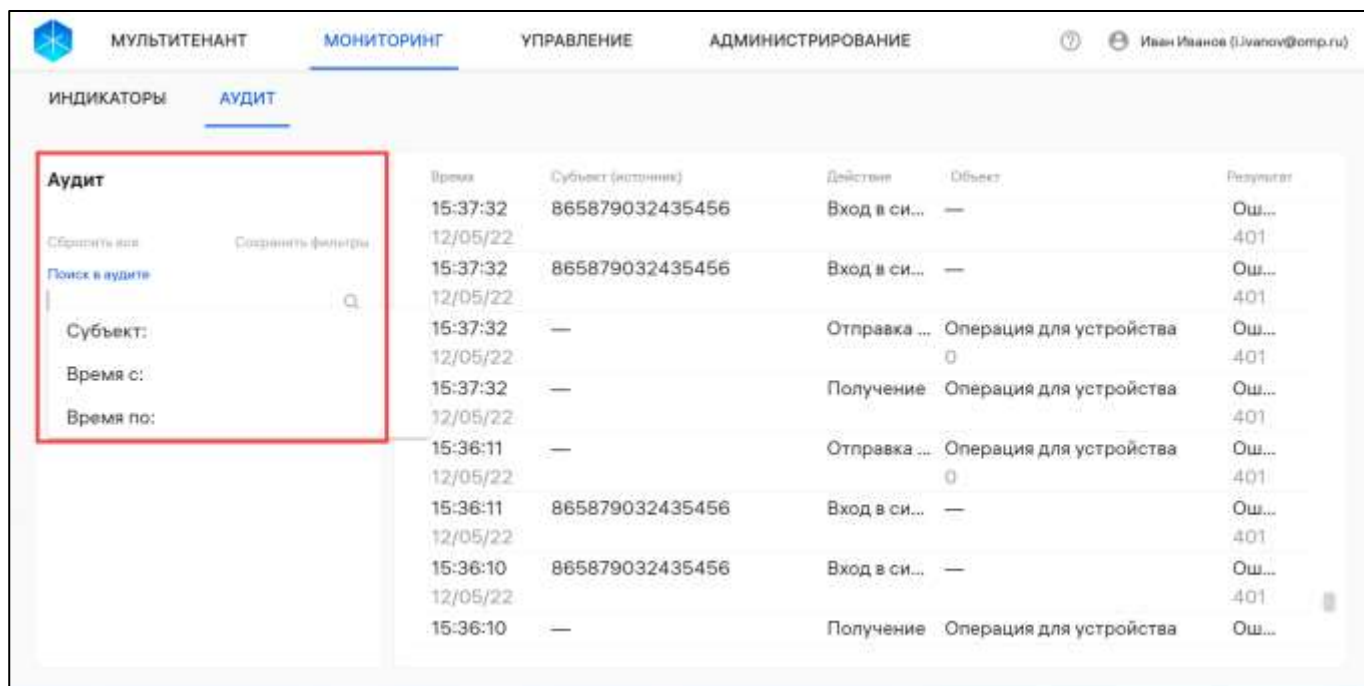 МУЛЬТИТЕНАНТ МОНИТОРИНГ УПРАВЛЕНИЕ АДМИНИСТРИРОВАНИЕ Иван Иванов (i.ivanov@omp.ru)
ИНДИКАТОРЫ АУДИТ
Аудит
Сбросить все Сохранить фильтры
Поиск в аудите
Субъект:
Время с:
Время по:
Время Субъект (источник) Действие Объект Результат
15:37:32 865879032435456 Вход в си... — Ош...
12/05/22 401
15:37:32 865879032435456 Вход в си... — Ош...
12/05/22 401
15:37:32 — Отправка ... Операция для устройства Ош...
12/05/22 0 401
15:37:32 — Получение Операция для устройства Ош...
12/05/22 401
15:36:11 — Отправка ... Операция для устройства Ош...
12/05/22 0 401
15:36:11 865879032435456 Вход в си... — Ош...
12/05/22 401
15:36:10 865879032435456 Вход в си... — Ош...
12/05/22 401
15:36:10 — Получение Операция для устройства Ош...